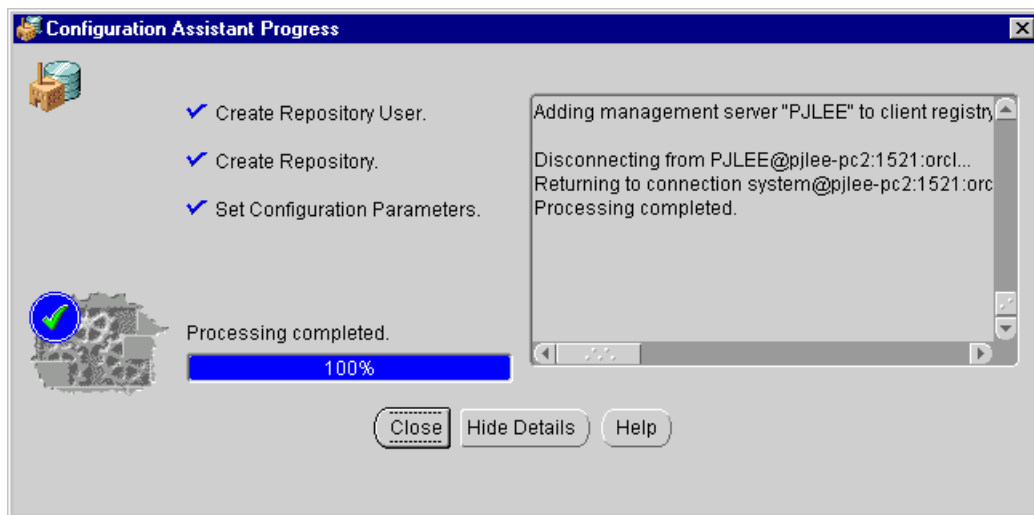 Configuration Assistant Progress
Create Repository User.
Create Repository.
Set Configuration Parameters.
Adding management server "PJLEE" to client registry
Disconnecting from PJLEE@pjlee-pc2:1521:orcl...
Returning to connection system@pjlee-pc2:1521:orc
Processing completed.
Processing completed.
100%
Close Hide Details Help